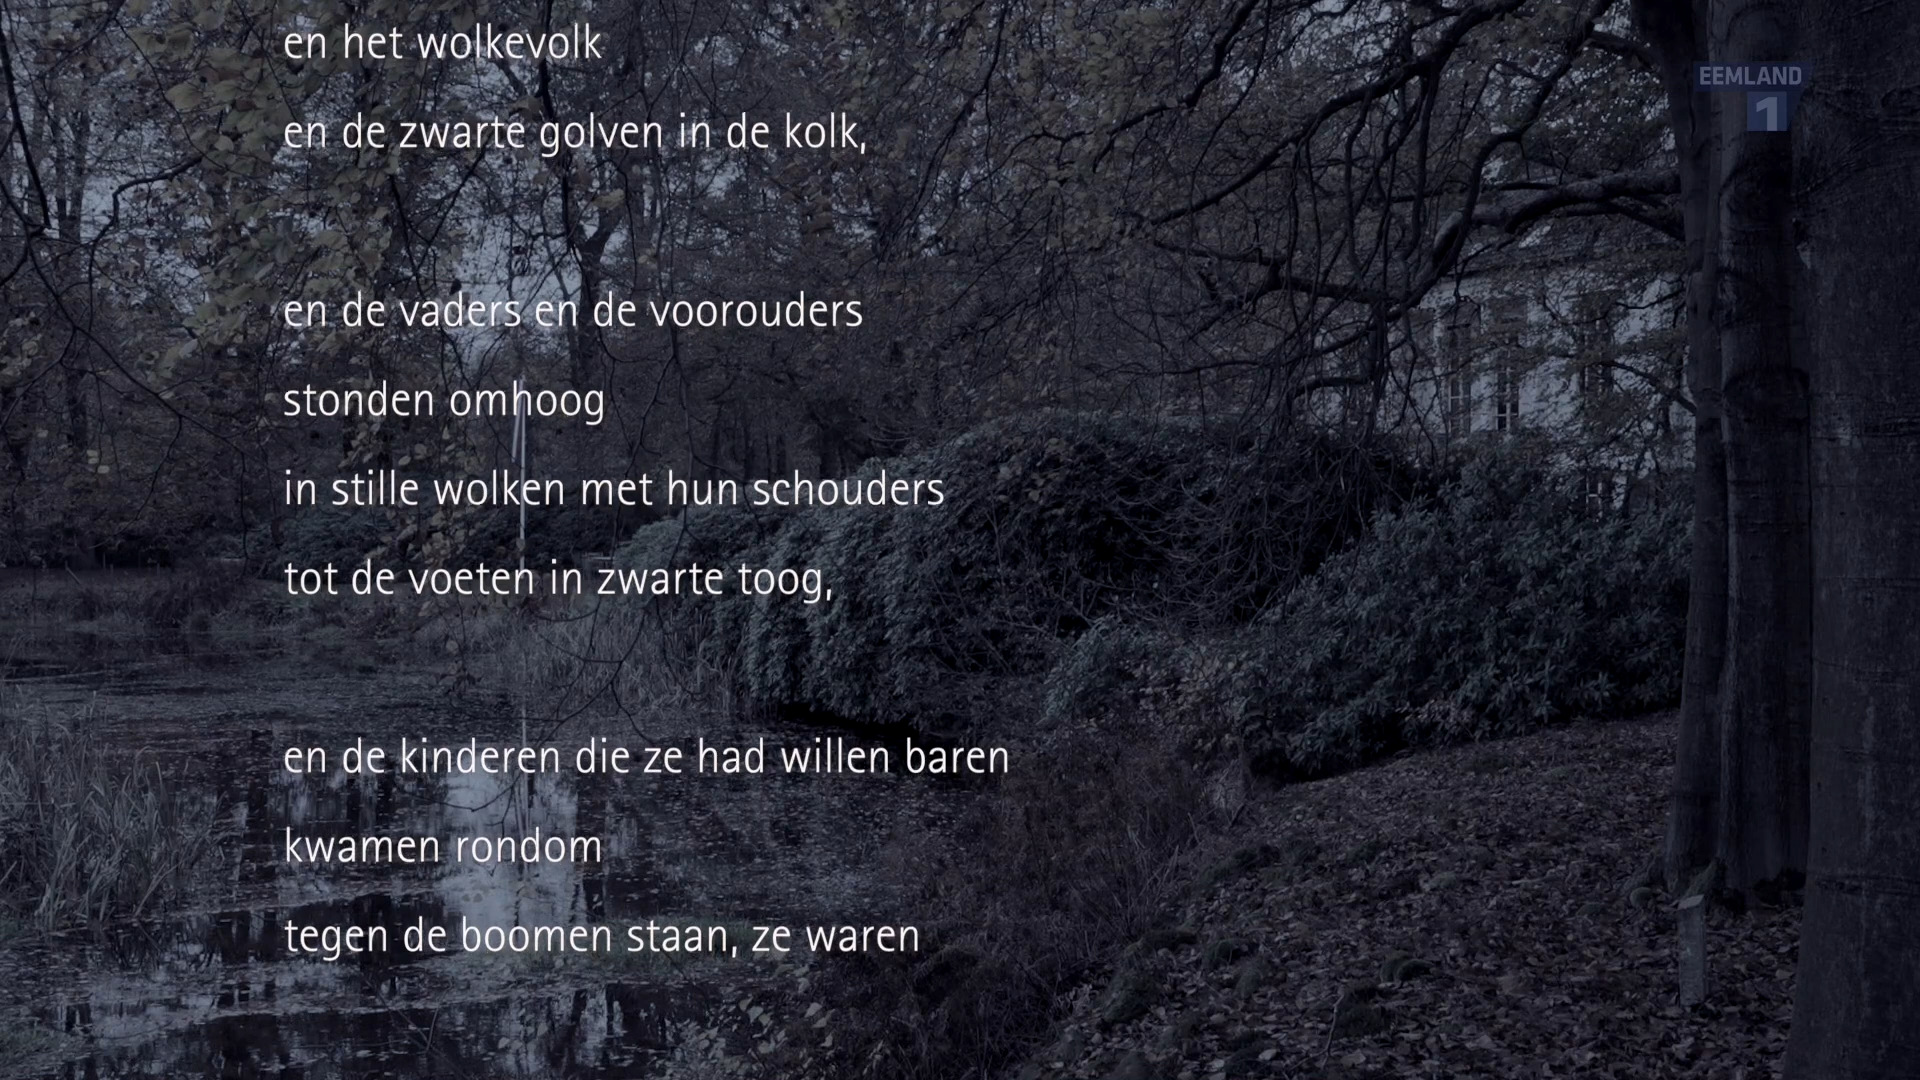 en het wolkevolk
en de zwarte golven in de kolk,
en de vaders en de voorouders
stonden omhoog
in stille wolken met hun schouders
tot de voeten in zwarte toog,
en de kinderen die ze had willen baren
kwamen rondom
tegen de boomen staan, ze waren
EEMLAND
1